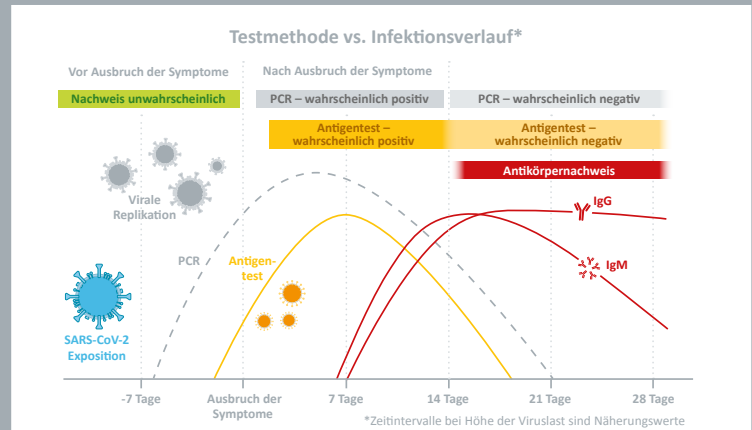 Testmethode vs. Infektionsverlauf*
Vor Ausbruch der Symptome
Nach Ausbruch der Symptome
Nachweis unwahrscheinlich
PCR – wahrscheinlich positiv
PCR – wahrscheinlich negativ
Antigentest –
wahrscheinlich positiv
Antigentest –
wahrscheinlich negativ
Antikörpernachweis
Virale
Replikation
IgG
PCR
Antigen-
test
IgM
SARS-CoV-2
Exposition
-7 Tage
Ausbruch der
Symptome
7 Tage
14 Tage
21 Tage
28 Tage
*Zeitintervalle bei Höhe der Viruslast sind Näherungswerte